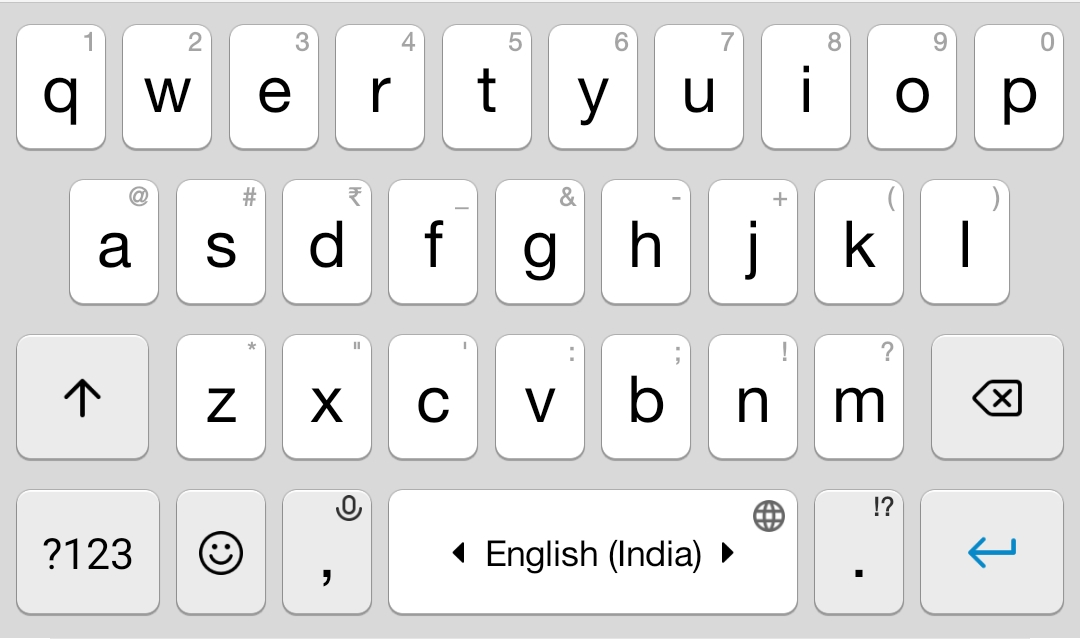 1 2 3 4 5 6 7 8 9 0
q w e r t y u i o p
@ # ₹ _ & - + ( )
a s d f g h j k l
* " ' : ; ! ?
z x c v b n m
!?
?123 , English (India) .